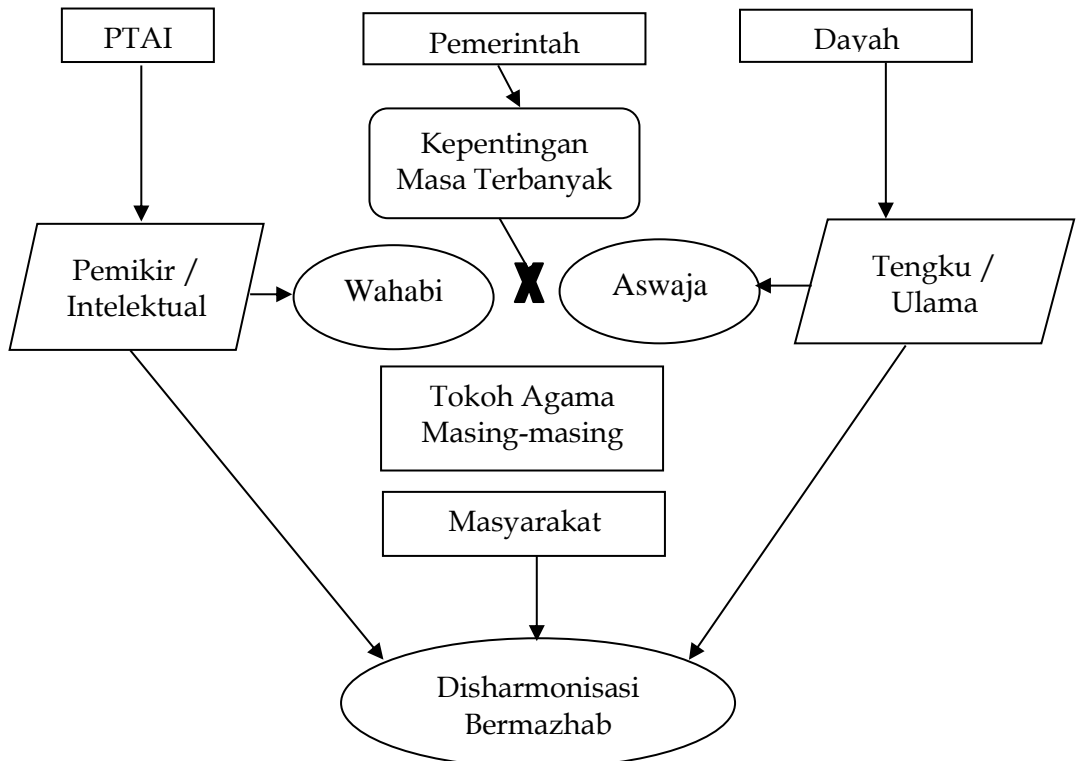 PTAI
Pemerintah
Dayah
Kepentingan
Masa Terbanyak
Pemikir /
Intelektual
Wahabi
X
Aswaja
Tengku /
Ulama
Tokoh Agama
Masing-masing
Masyarakat
Disharmonisasi
Bermazhab